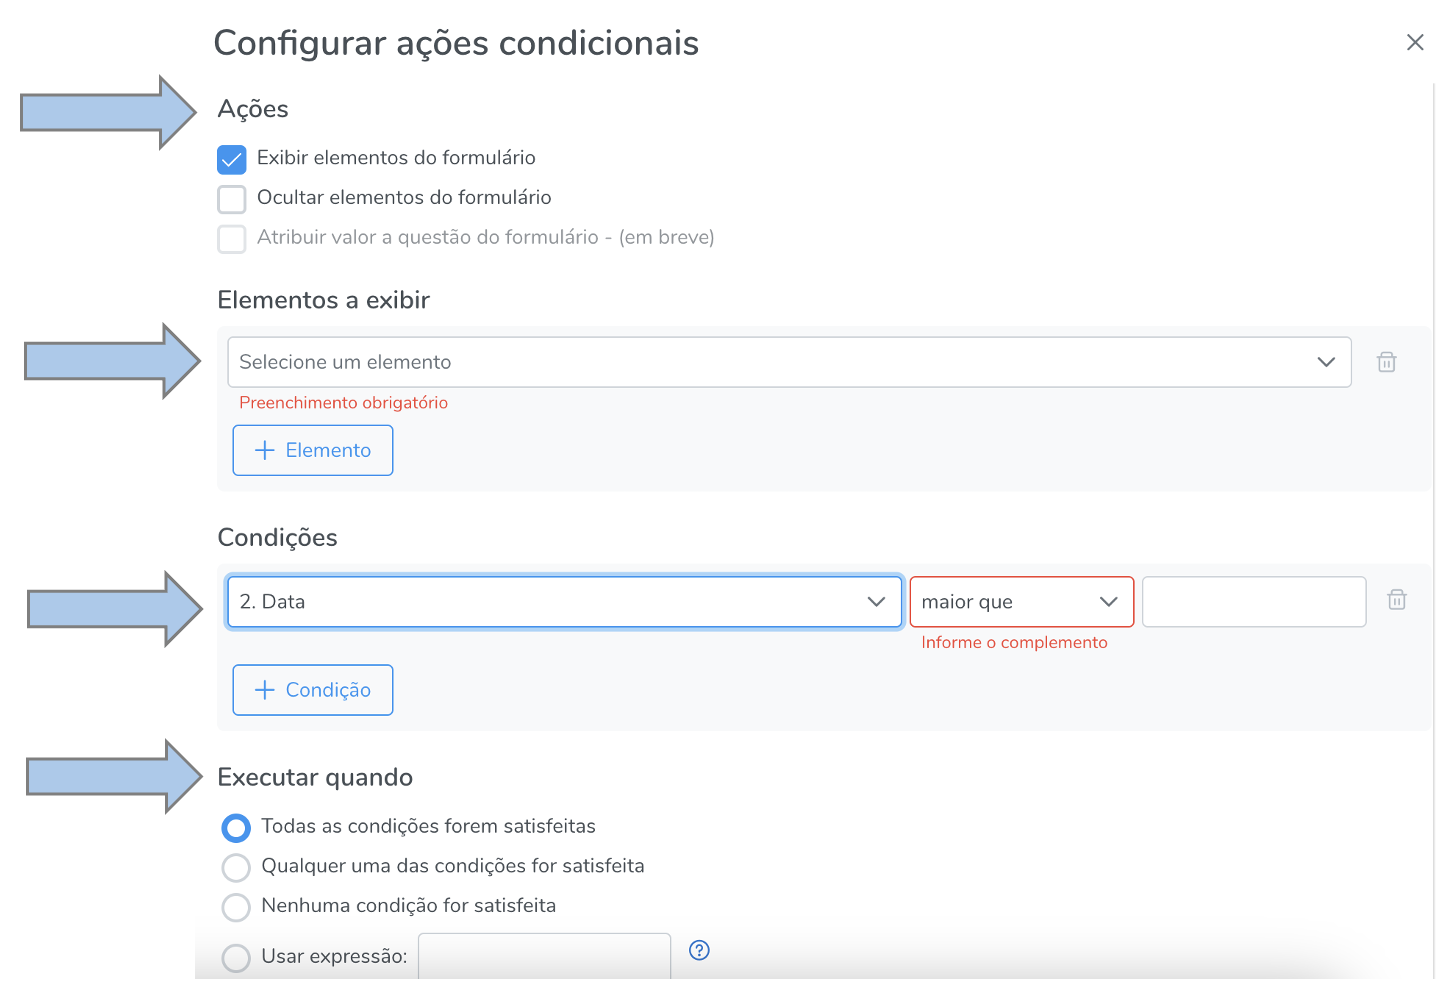 Configurar ações condicionais
Ações
Exibir elementos do formulário
Ocultar elementos do formulário
Atribuir valor a questão do formulário - (em breve)
Elementos a exibir
Selecione um elemento
Preenchimento obrigatório
+ Elemento
Condições
2. Data maior que
Informe o complemento
+ Condição
Executar quando
Todas as condições forem satisfeitas
Qualquer uma das condições for satisfeita
Nenhuma condição for satisfeita
Usar expressão: ?